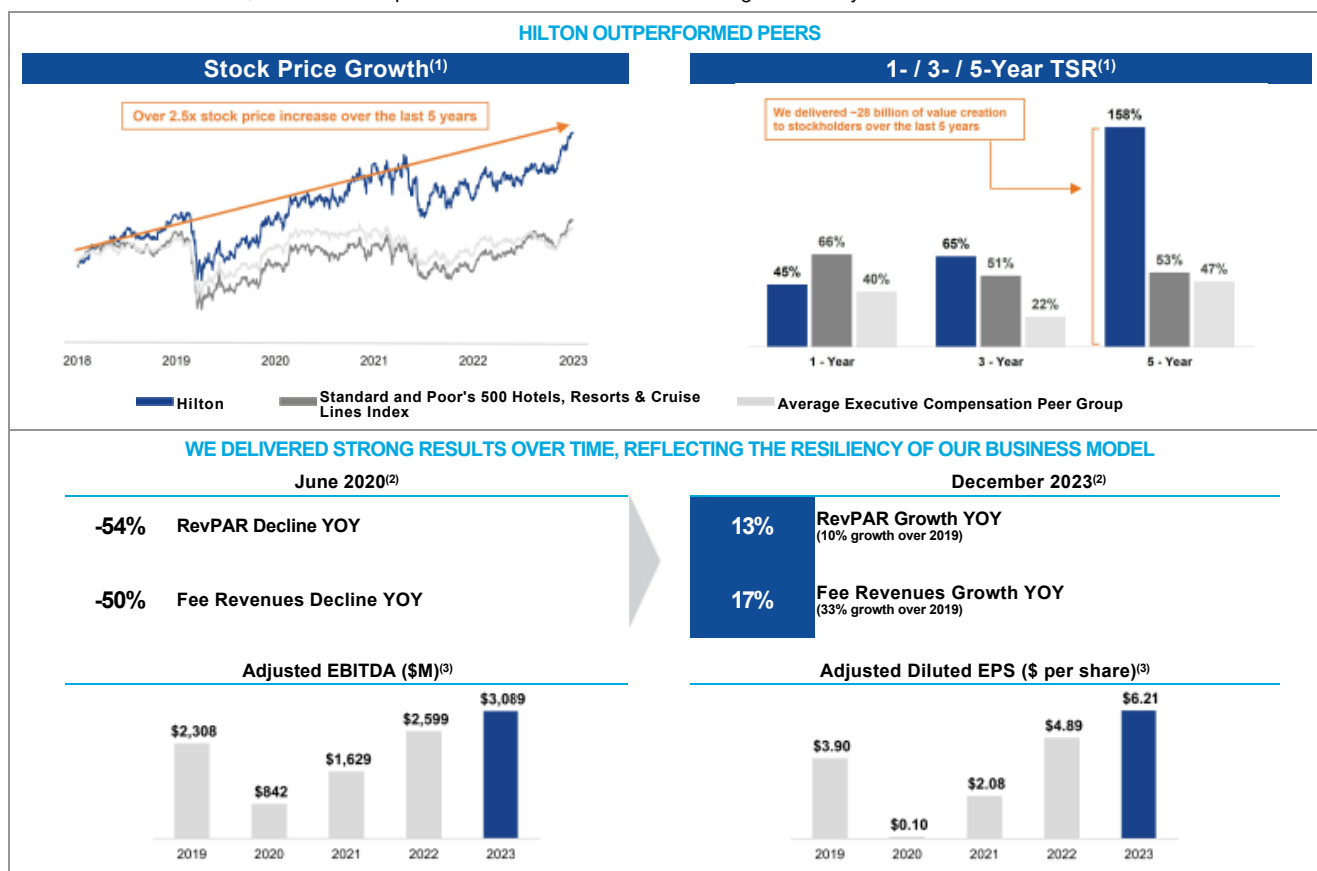 HILTON OUTPERFORMED PEERS
Stock Price Growth(1)
Over 2.5x stock price increase over the last 5 years
2018 2019 2020 2021 2022 2023
1- / 3- / 5-Year TSR(1)
We delivered ~28 billion of value creation
to stockholders over the last 5 years
45% 66% 40%
65% 51% 22%
158% 53% 47%
1 - Year 3 - Year 5 - Year
Hilton
Standard and Poor's 500 Hotels, Resorts & Cruise
Lines Index
Average Executive Compensation Peer Group
WE DELIVERED STRONG RESULTS OVER TIME, REFLECTING THE RESILIENCY OF OUR BUSINESS MODEL
June 2020(2)
-54% RevPAR Decline YOY
-50% Fee Revenues Decline YOY
December 2023(2)
13% RevPAR Growth YOY
(10% growth over 2019)
17% Fee Revenues Growth YOY
(33% growth over 2019)
Adjusted EBITDA ($M)(3)
$2,308 $842 $1,629 $2,599 $3,089
2019 2020 2021 2022 2023
Adjusted Diluted EPS ($ per share)(3)
$3.90 $0.10 $2.08 $4.89 $6.21
2019 2020 2021 2022 2023